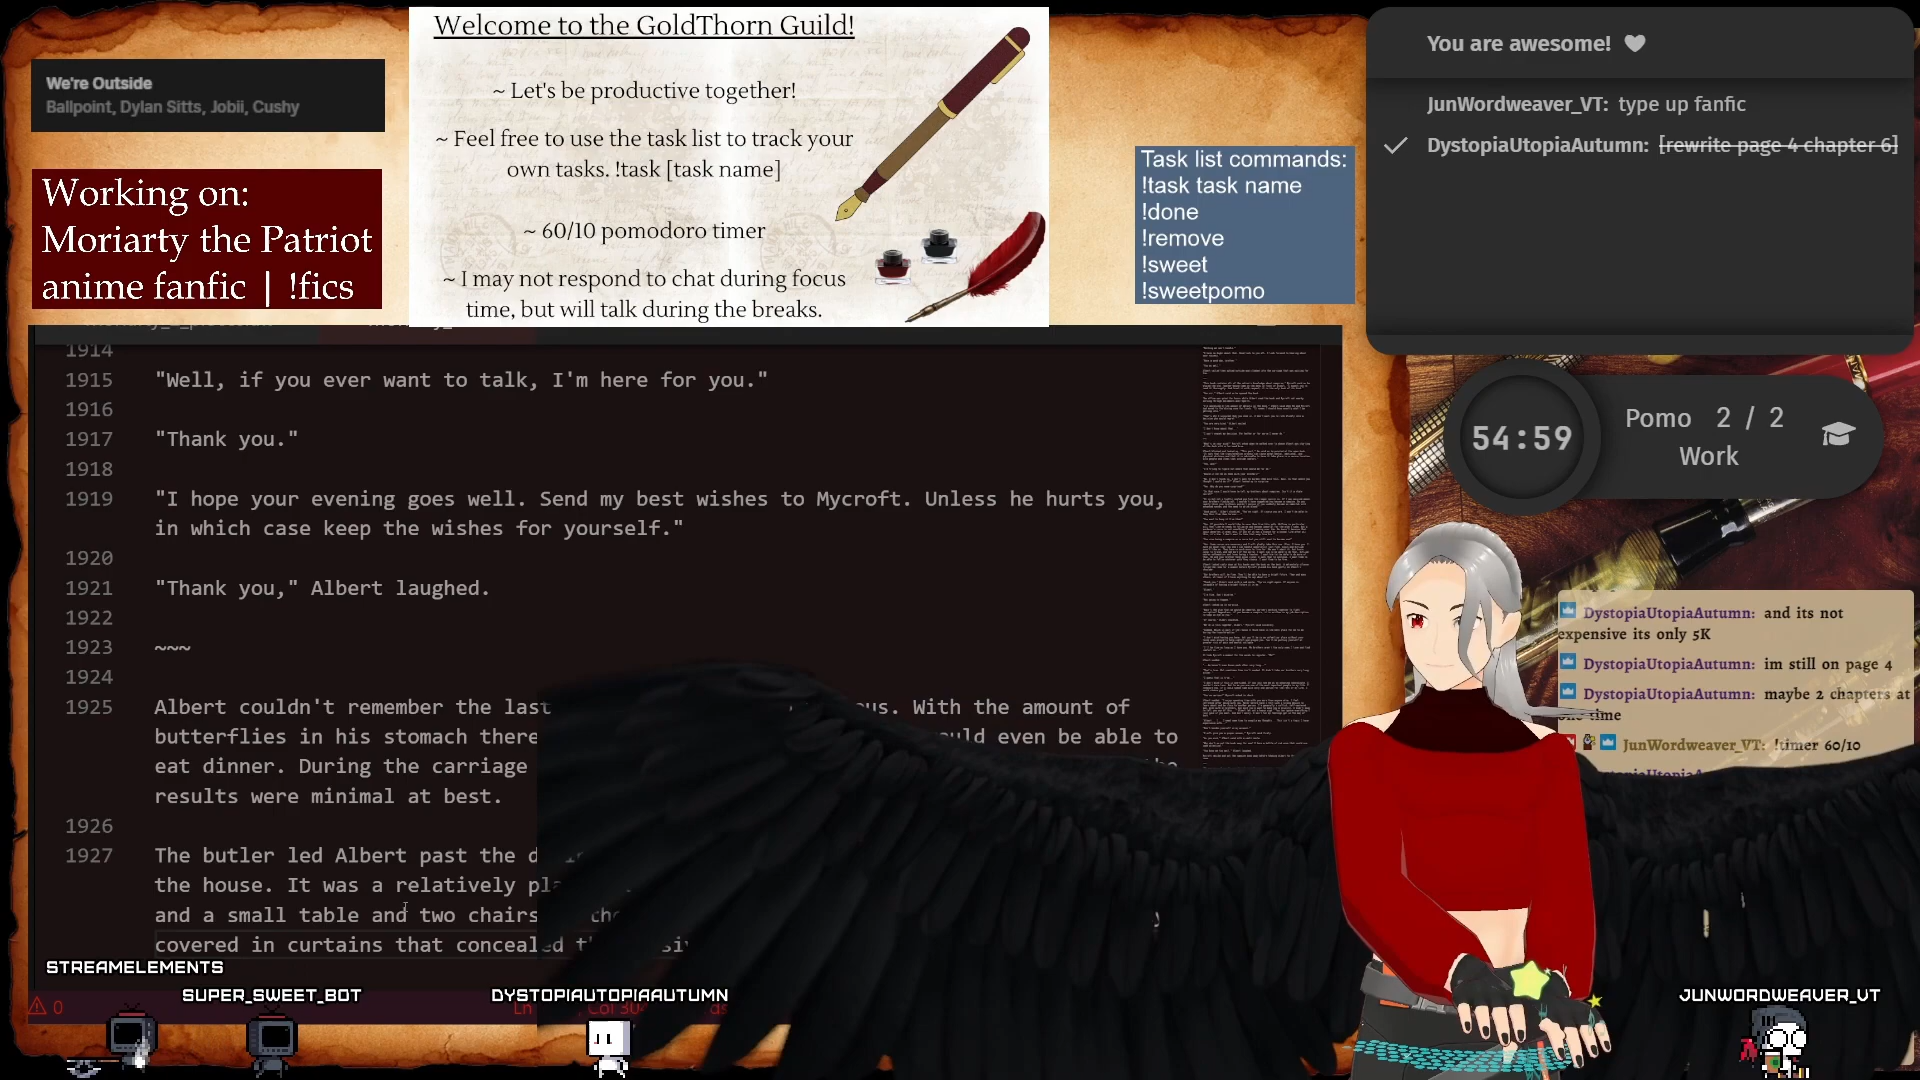 We're Outside
Ballpoint, Dylan Sitts, Jobii, Cushy
Working on:
Moriarty the Patriot
anime fanfic | !fics
Welcome to the GoldThorn Guild!
~ Let's be productive together!
~ Feel free to use the task list to track your
own tasks. !task [task name]
~ 60/10 pomodoro timer
~ I may not respond to chat during focus
time, but will talk during the breaks.
Task list commands:
!task task name
!done
!remove
!sweet
!sweetpomo
You are awesome! ♥
JunWordweaver_VT: type up fanfic
DystopiaUtopiaAutumn: [rewrite page 4 chapter 6]
54:59
Pomo 2 / 2
Work
1914
1915 "Well, if you ever want to talk, I'm here for you."
1916
1917 "Thank you."
1918
1919 "I hope your evening goes well. Send my best wishes to Mycroft. Unless he hurts you,
in which case keep the wishes for yourself."
1920
1921 "Thank you," Albert laughed.
1922
1923 ~~~
1924
1925 Albert couldn't remember the last With the amount of
butterflies in his stomach there even be able to
eat dinner. During the carriage
results were minimal at best.
1926
1927 The butler led Albert past the
the house. It was a relatively
and a small table and two chairs
covered in curtains that concealed
DystopiaUtopiaAutumn: and its not
expensive its only 5K
DystopiaUtopiaAutumn: im still on page 4
DystopiaUtopiaAutumn: maybe 2 chapters at
one time
JunWordweaver_VT: !timer 60/10
STREAMELEMENTS
SUPER_SWEET_BOT
DYSTOPIAUTOPIAAUTUMN
JUNWORDWEAVER_VT
0
Ln